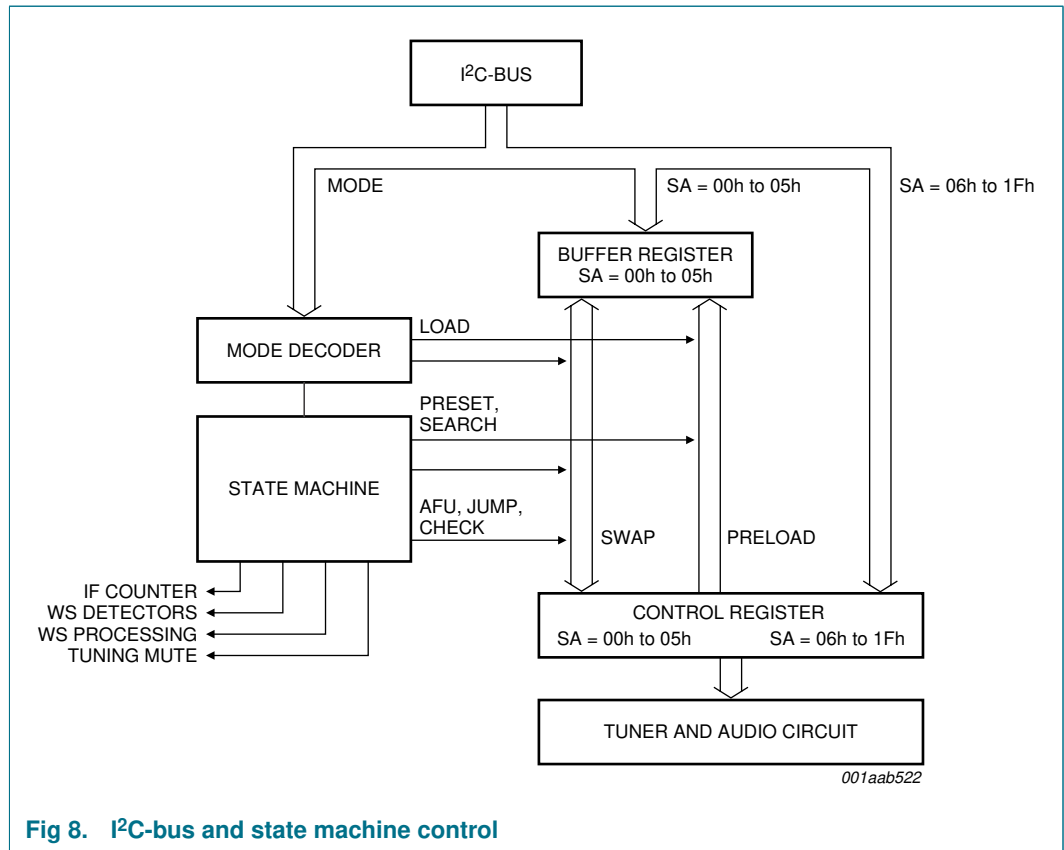 I²C-BUS
MODE
SA = 00h to 05h
SA = 06h to 1Fh
BUFFER REGISTER
SA = 00h to 05h
LOAD
MODE DECODER
PRESET,
SEARCH
STATE MACHINE
AFU, JUMP,
CHECK
SWAP
PRELOAD
IF COUNTER
WS DETECTORS
WS PROCESSING
TUNING MUTE
CONTROL REGISTER
SA = 00h to 05h
SA = 06h to 1Fh
TUNER AND AUDIO CIRCUIT
001aab522
Fig 8. I²C-bus and state machine control